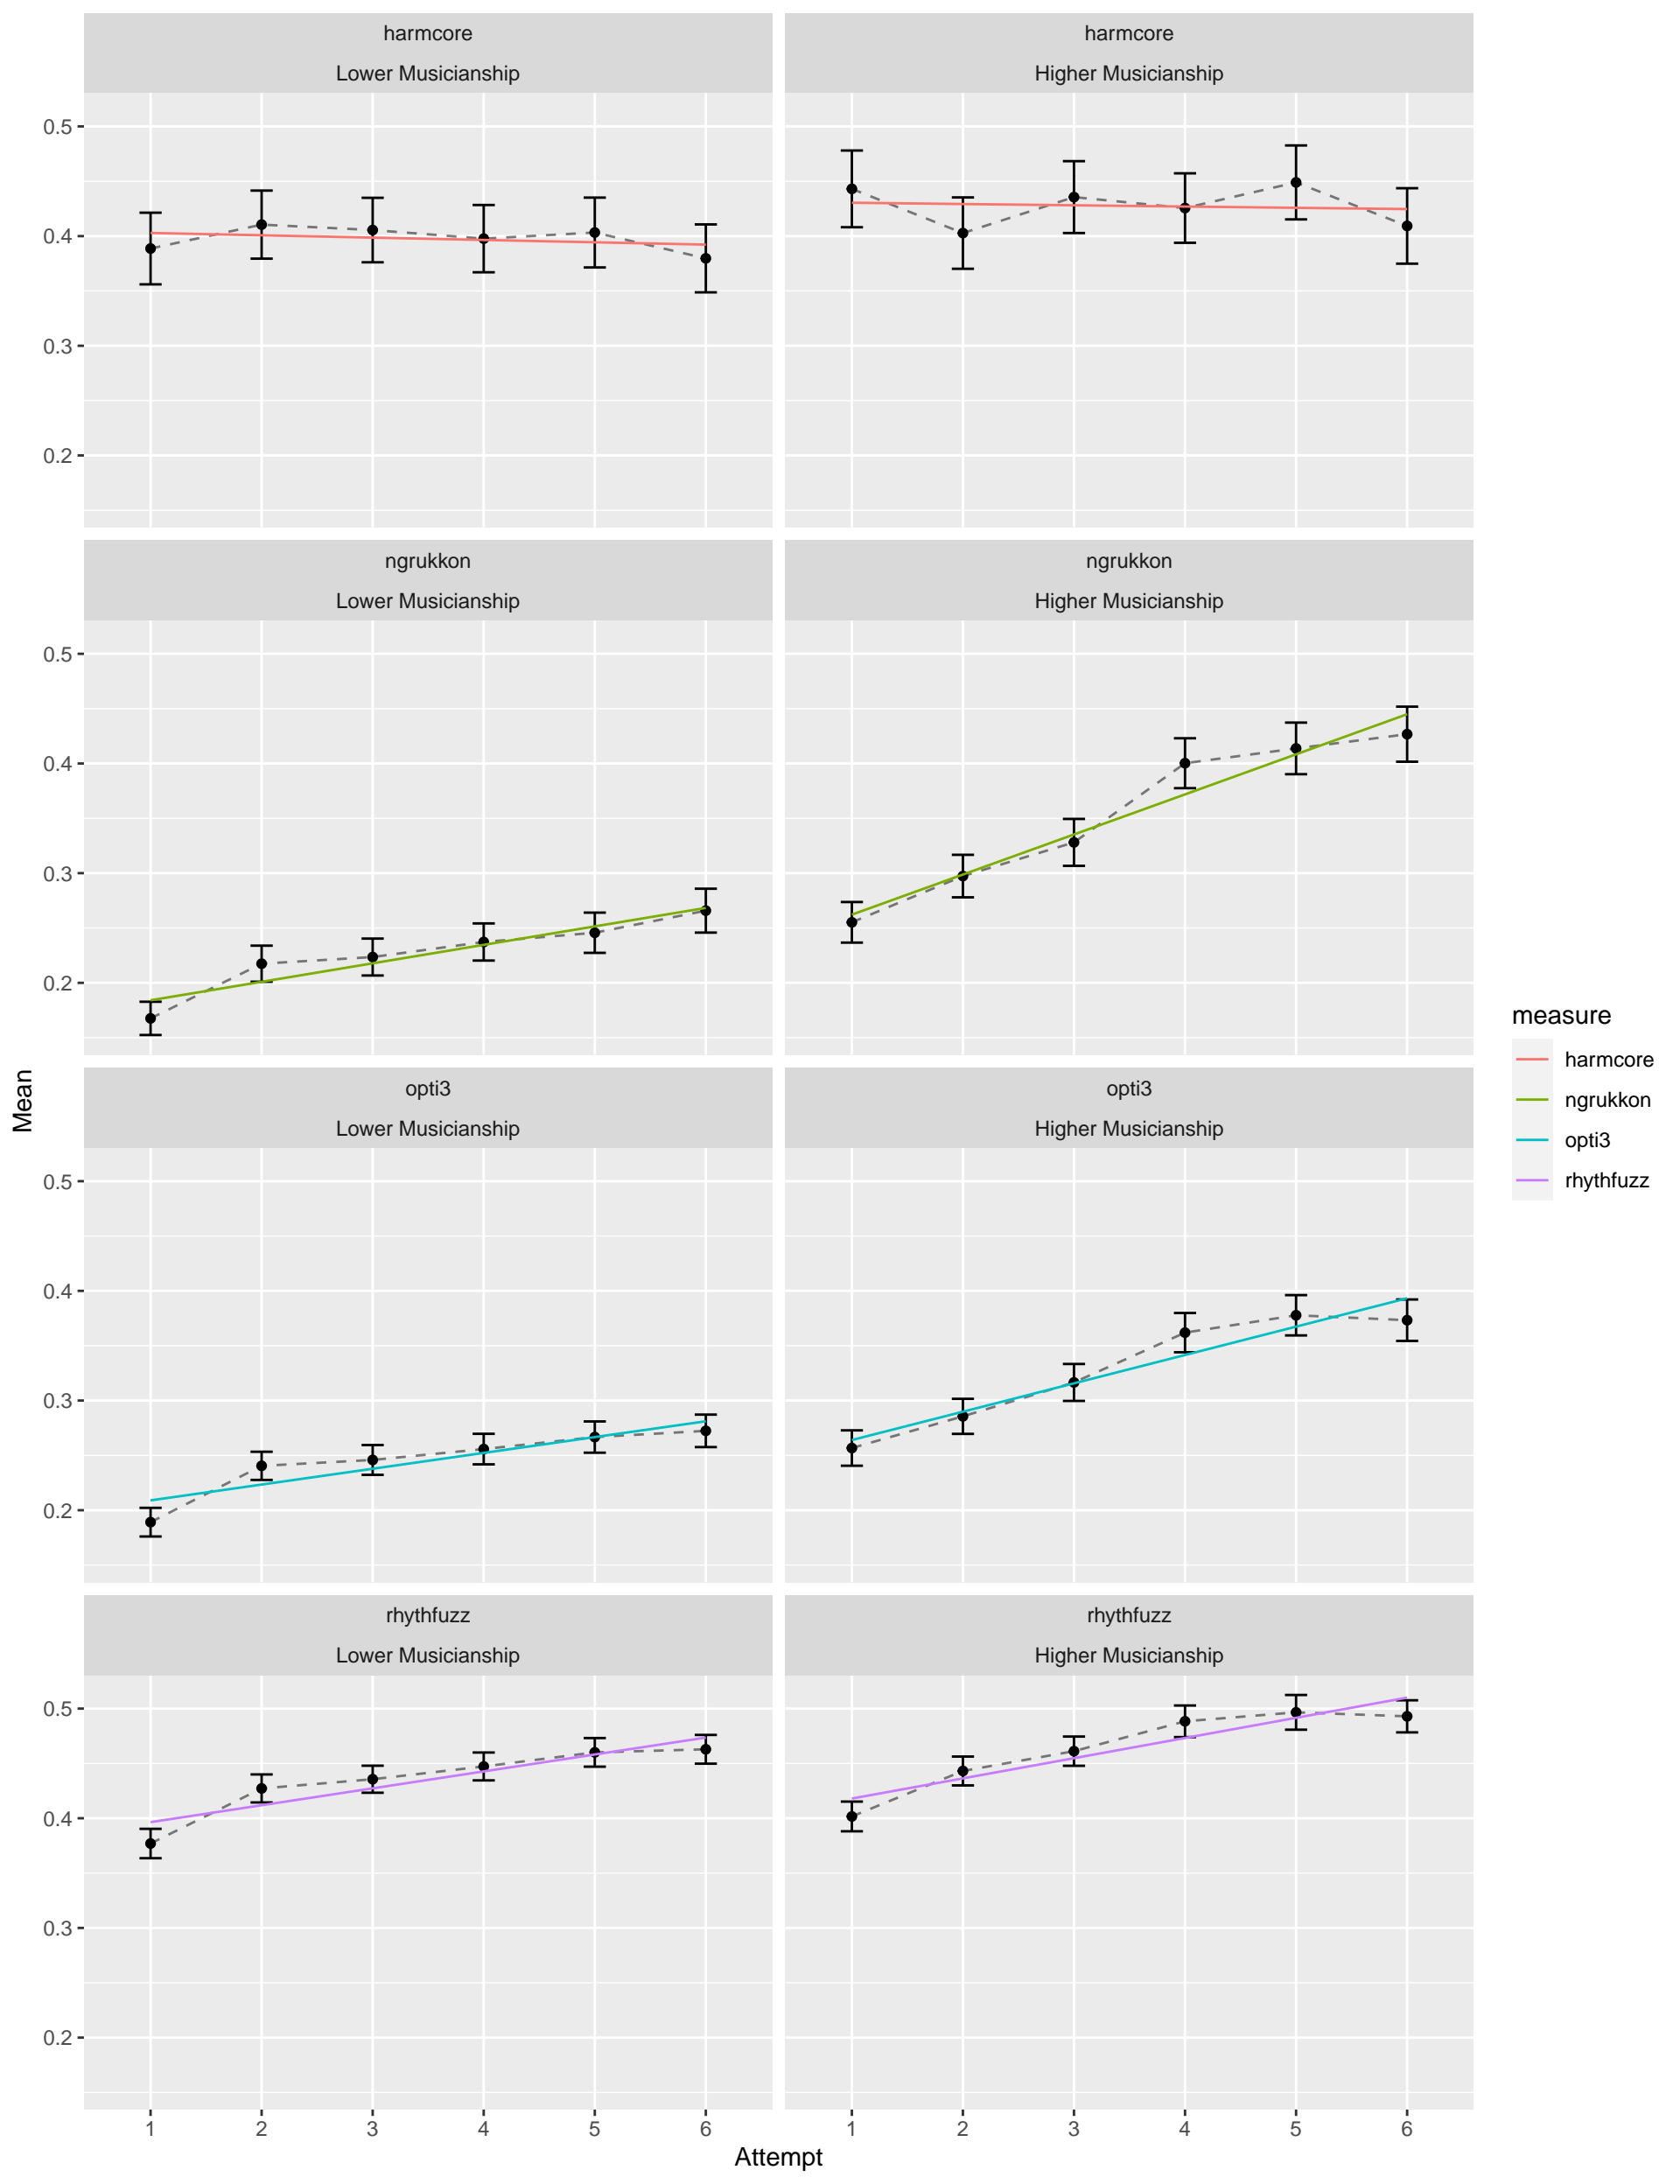 harmcore
Lower Musicianship
harmcore
Higher Musicianship
0.5
0.4
0.3
0.2
ngrukkon
Lower Musicianship
ngrukkon
Higher Musicianship
0.5
0.4
0.3
0.2
opti3
Lower Musicianship
opti3
Higher Musicianship
0.5
0.4
0.3
0.2
rhythfuzz
Lower Musicianship
rhythfuzz
Higher Musicianship
0.5
0.4
0.3
0.2
1 2 3 4 5 6
1 2 3 4 5 6
Attempt
Mean
measure
harmcore
ngrukkon
opti3
rhythfuzz